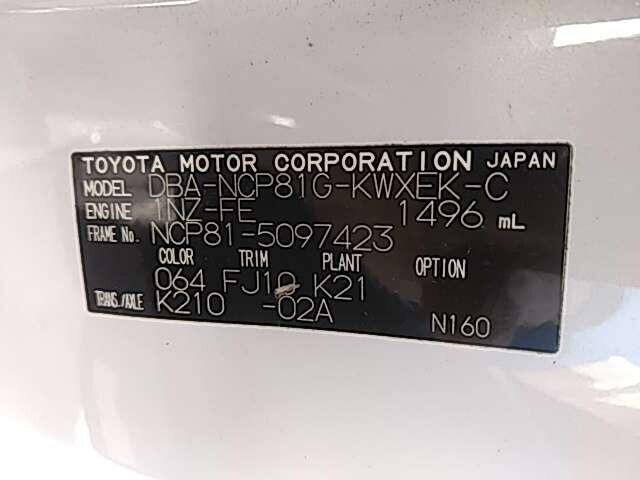 TOYOTA MOTOR CORPORATION JAPAN
MODEL DBA-NCP81G-KWXEK-C
ENGINE 1NZ-FE 1496 mL
FRAME No. NCP81-5097423
COLOR TRIM PLANT OPTION
064 FJ10 K21
TRANS./AXLE K210 -02A
N160